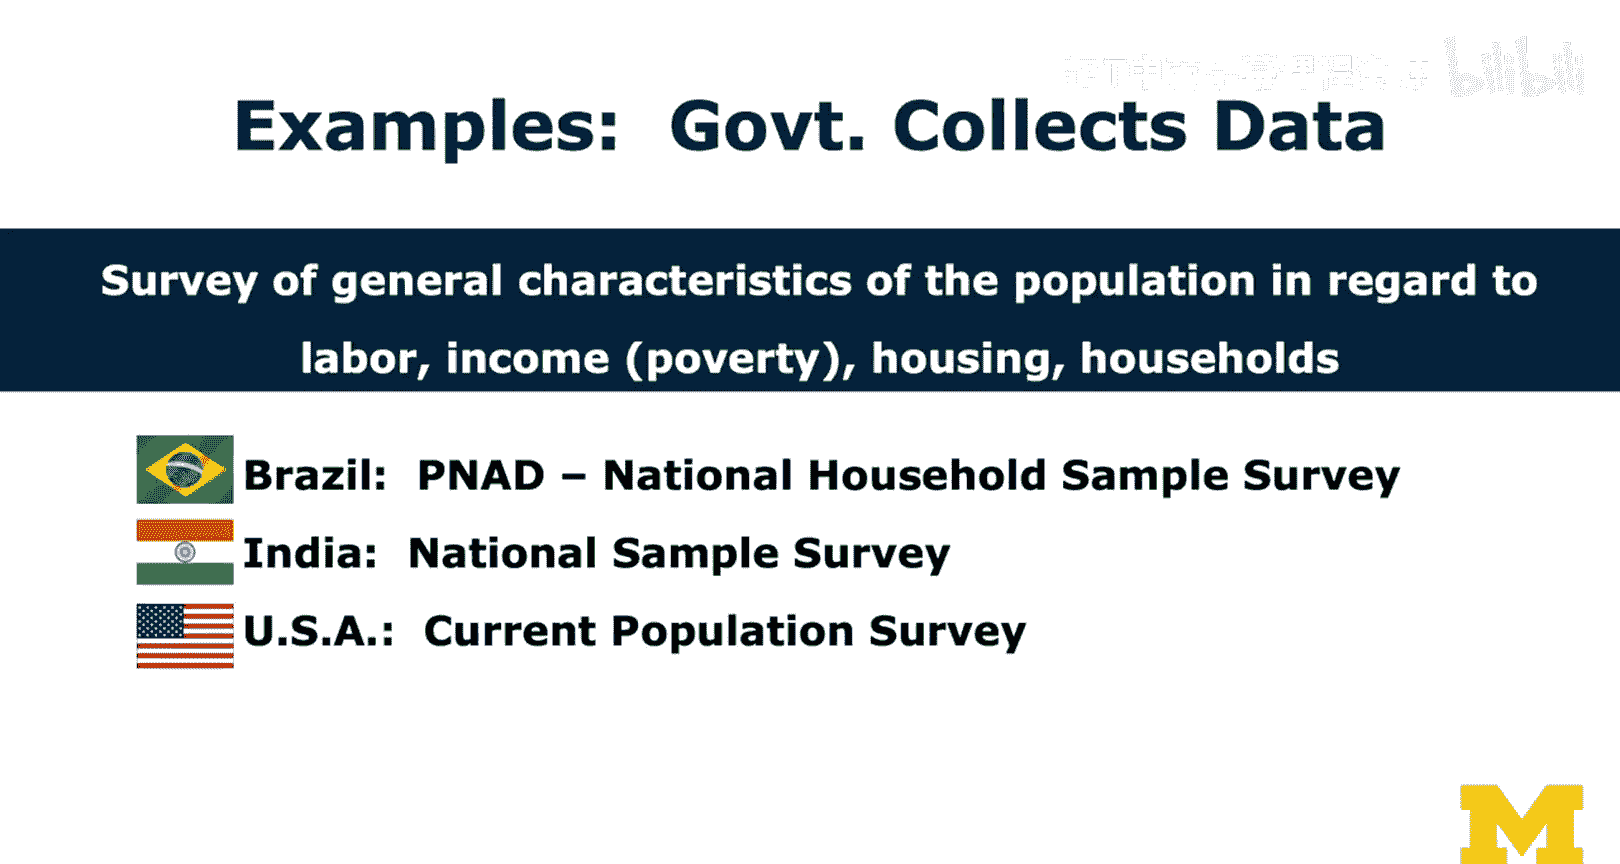 bilibili
Examples: Govt. Collects Data
Survey of general characteristics of the population in regard to
labor, income (poverty), housing, households
Brazil: PNAD – National Household Sample Survey
India: National Sample Survey
U.S.A.: Current Population Survey
M